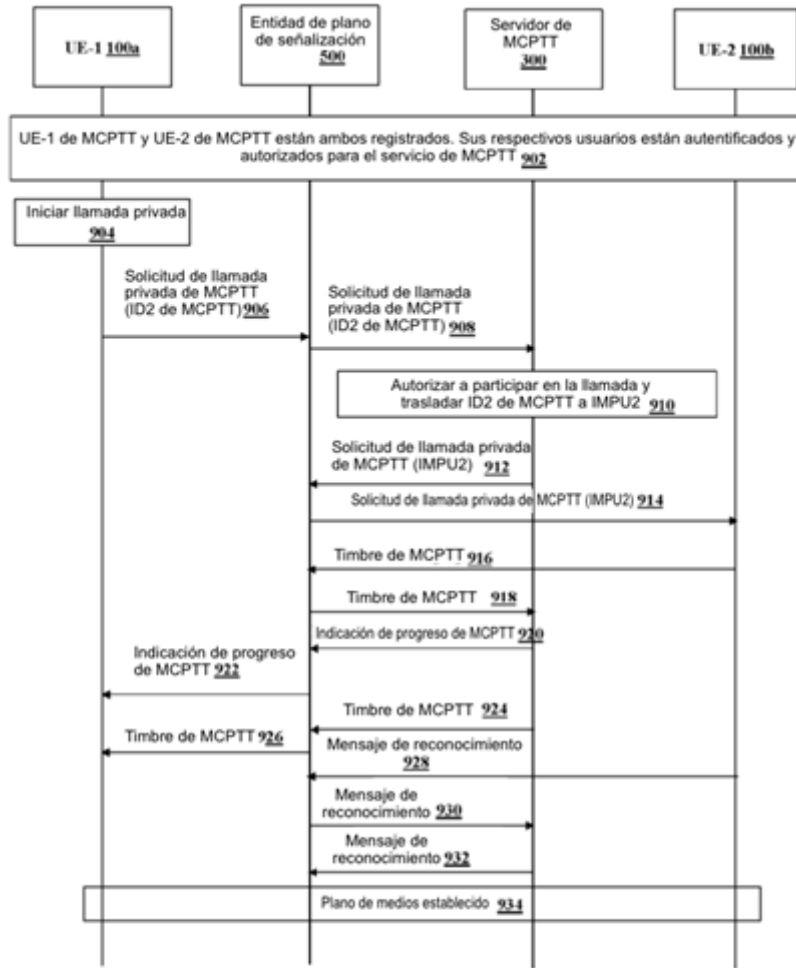 UE-1 100a
Entidad de plano
de señalización
500
Servidor de
MCPTT
300
UE-2 100b
UE-1 de MCPTT y UE-2 de MCPTT están ambos registrados. Sus respectivos usuarios están autentificados y
autorizados para el servicio de MCPTT 902
Iniciar llamada privada
904
Solicitud de llamada
privada de MCPTT
(ID2 de MCPTT) 906
Solicitud de llamada
privada de MCPTT
(ID2 de MCPTT) 908
Autorizar a participar en la llamada y
trasladar ID2 de MCPTT a IMPU2 910
Solicitud de llamada privada
de MCPTT (IMPU2) 912
Solicitud de llamada privada de MCPTT (IMPU2) 914
Timbre de MCPTT 916
Timbre de MCPTT 918
Indicación de progreso de MCPTT 920
Indicación de progreso
de MCPTT 922
Timbre de MCPTT 924
Timbre de MCPTT 926
Mensaje de reconocimiento
928
Mensaje de
reconocimiento 930
Mensaje de
reconocimiento 932
Plano de medios establecido 934